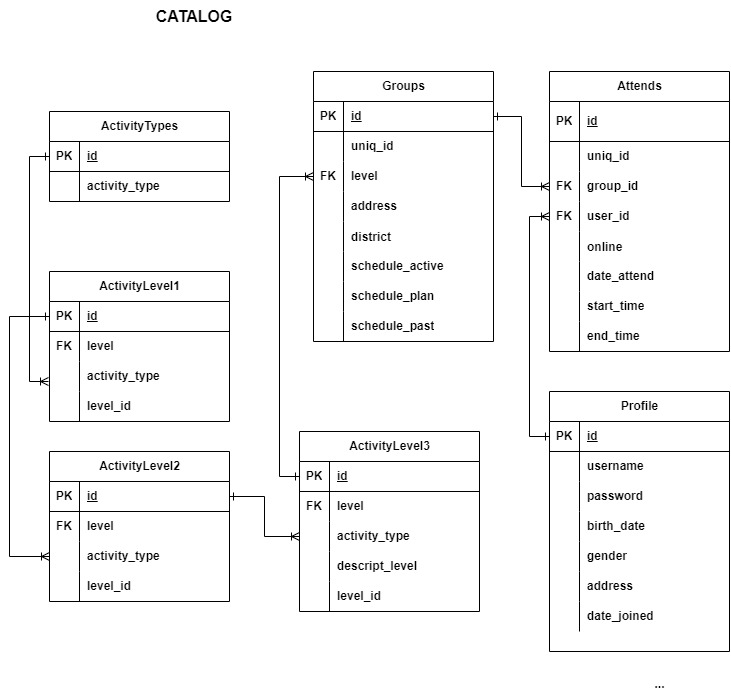 CATALOG
ActivityTypes
PK id
activity_type
ActivityLevel1
PK id
FK level
activity_type
level_id
ActivityLevel2
PK id
FK level
activity_type
level_id
Groups
PK id
uniq_id
FK level
address
district
schedule_active
schedule_plan
schedule_past
ActivityLevel3
PK id
FK level
activity_type
descript_level
level_id
Attends
PK id
uniq_id
FK group_id
FK user_id
online
date_attend
start_time
end_time
Profile
PK id
username
password
birth_date
gender
address
date_joined
...